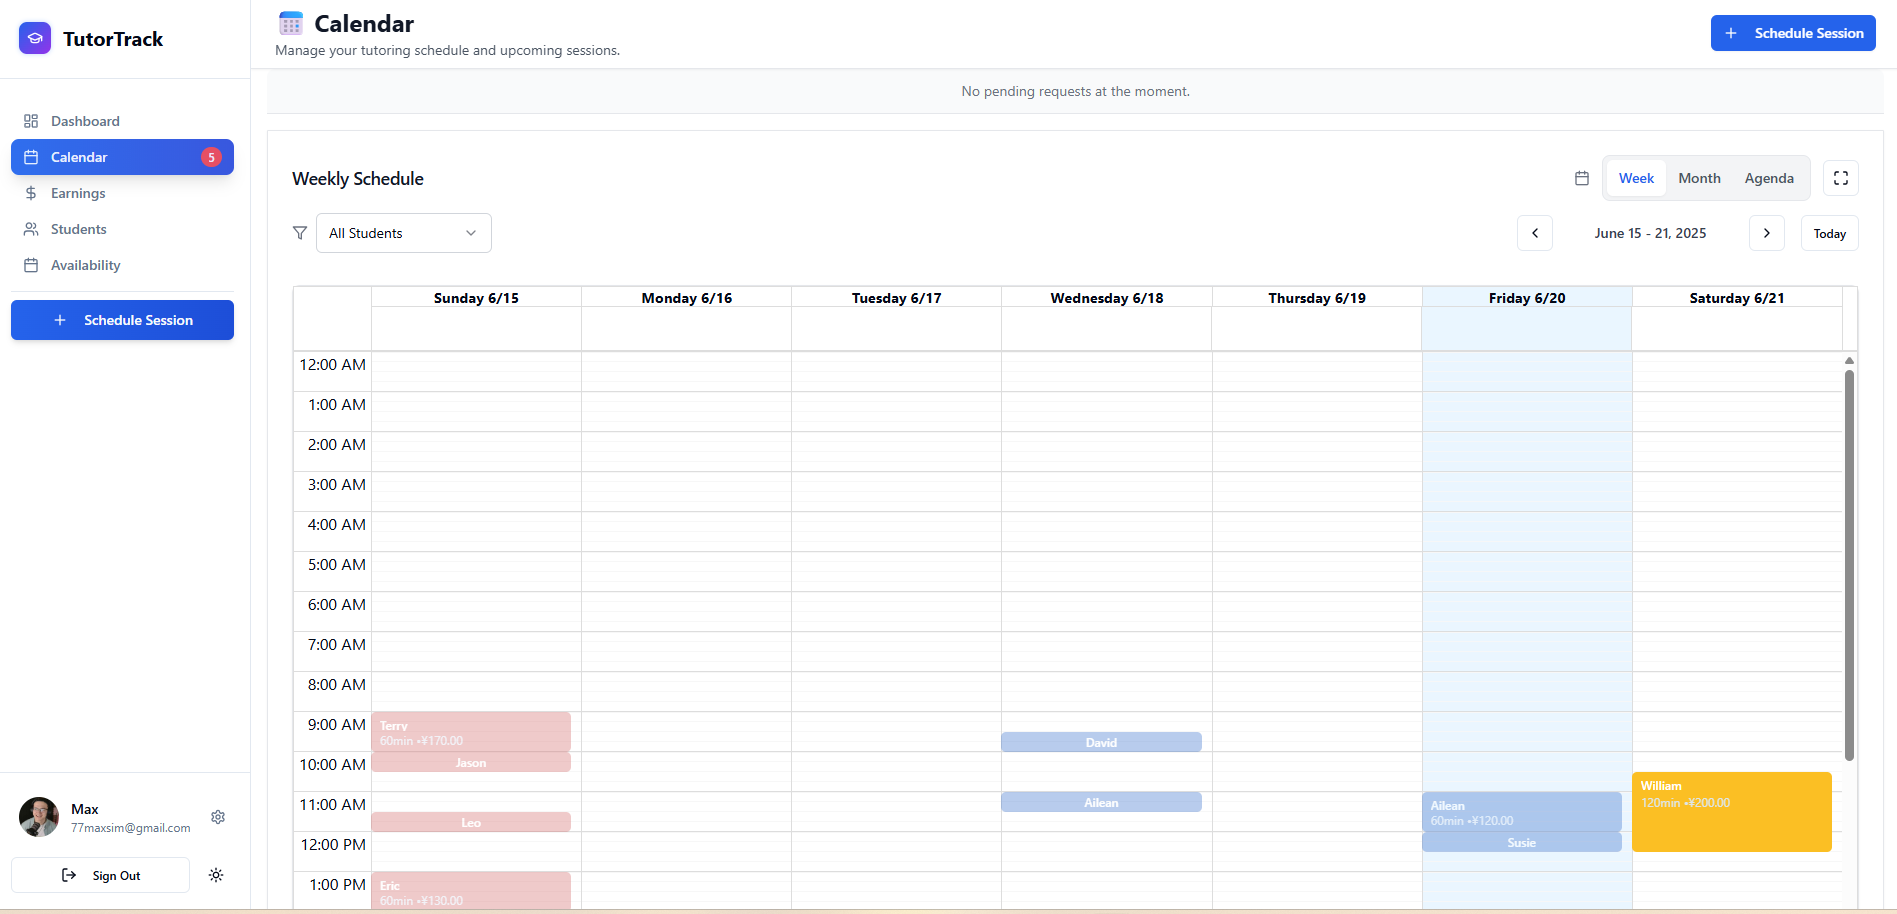 TutorTrack
Dashboard
Calendar
5
Earnings
Students
Availability
Schedule Session
Max
77maxsim@gmail.com
Sign Out
Calendar
Manage your tutoring schedule and upcoming sessions.
Schedule Session
No pending requests at the moment.
Weekly Schedule
Week
Month
Agenda
All Students
June 15 - 21, 2025
Today
Sunday 6/15
Monday 6/16
Tuesday 6/17
Wednesday 6/18
Thursday 6/19
Friday 6/20
Saturday 6/21
12:00 AM
1:00 AM
2:00 AM
3:00 AM
4:00 AM
5:00 AM
6:00 AM
7:00 AM
8:00 AM
9:00 AM
10:00 AM
11:00 AM
12:00 PM
1:00 PM
Terry
60min •¥170.00
Jason
Leo
Eric
60min •¥130.00
David
Ailean
Ailean
60min •¥120.00
Susie
William
120min •¥200.00